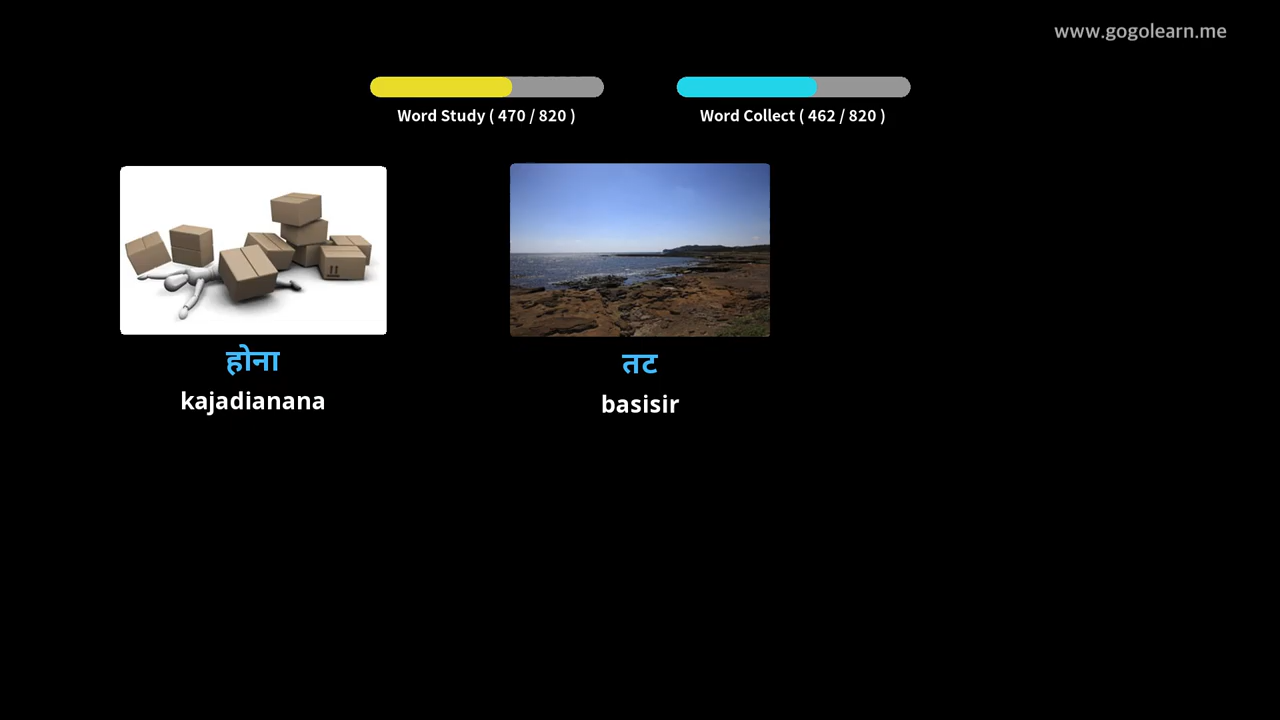 www.gogolearn.me
Word Study ( 470 / 820 )
Word Collect ( 462 / 820 )
होना
kajadianana
तट
basisir